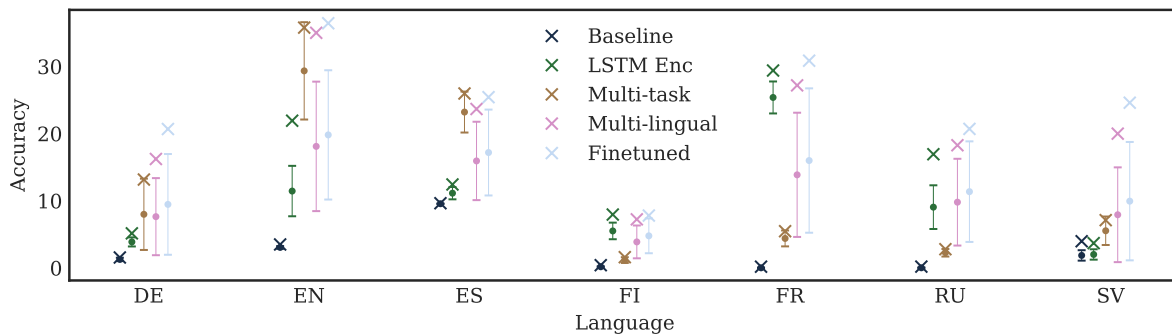 Accuracy
30
20
10
0
Baseline
LSTM Enc
Multi-task
Multi-lingual
Finetuned
DE EN ES FI FR RU SV
Language